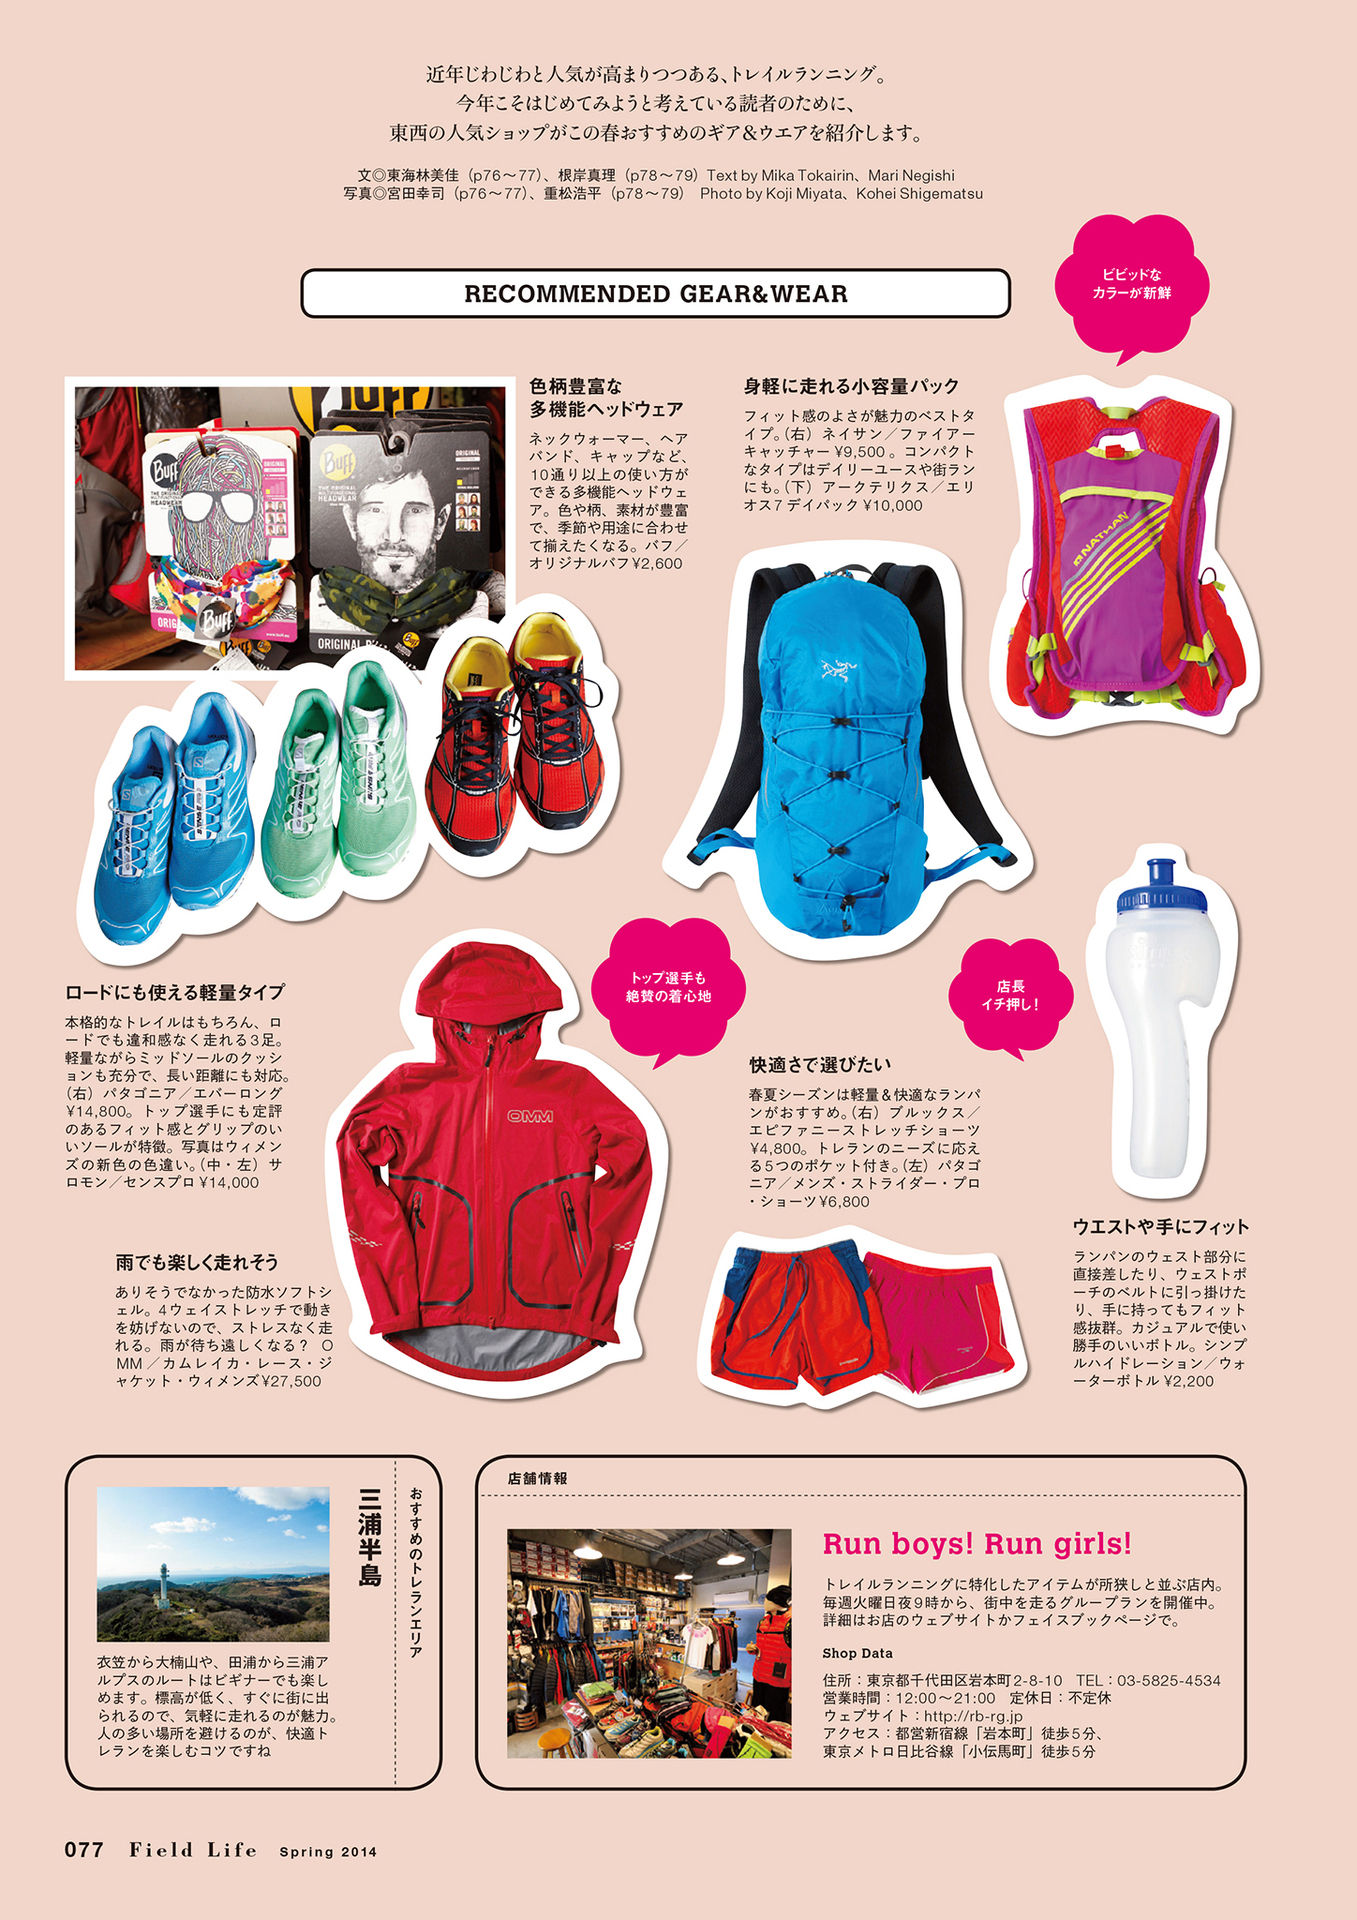 近年じわじわと人気が高まりつつある、トレイルランニング。
今年こそはじめてみようと考えている読者のために、
東西の人気ショップがこの春おすすめのギア&ウエアを紹介します。
文◎東海林美佳（p76〜77）、根岸真理（p78〜79）Text by Mika Tokairin、Mari Negishi
写真◎宮田幸司（p76〜77）、重松浩平（p78〜79） Photo by Koji Miyata、Kohei Shigematsu
RECOMMENDED GEAR&WEAR
ビビッドな
カラーが新鮮
色柄豊富な
多機能ヘッドウェア
ネックウォーマー、ヘア
バンド、キャップなど、
10通り以上の使い方が
できる多機能ヘッドウェ
ア。色や柄、素材が豊富
で、季節や用途に合わせ
て揃えたくなる。バフ／
オリジナルバフ¥2,600
身軽に走れる小容量パック
フィット感のよさが魅力のベストタ
イプ。（右）ネイサン／ファイアー
キャッチャー¥9,500 。コンパクト
なタイプはデイリーユースや街ラン
にも。（下）アークテリクス／エリ
オス7デイパック¥10,000
BUFF
Buff
THE ORIGINAL
MULTIFUNCTIONAL
HEADWEAR
ORIGINAL
Buff
THE ORIGINAL
MULTIFUNCTIONAL
HEADWEAR
ORIGINAL
Buff
ORIGINAL
NATHAN
ロードにも使える軽量タイプ
本格的なトレイルはもちろん、ロ
ードでも違和感なく走れる3足。
軽量ながらミッドソールのクッシ
ョンも充分で、長い距離にも対応。
（右）パタゴニア／エバーロング
¥14,800。トップ選手にも定評
のあるフィット感とグリップのい
いソールが特徴。写真はウィメン
ズの新色の色違い。（中・左）サ
ロモン／センスプロ¥14,000
トップ選手も
絶賛の着心地
OMM
雨でも楽しく走れそう
ありそうでなかった防水ソフトシ
ェル。4ウェイストレッチで動き
を妨げないので、ストレスなく走
れる。雨が待ち遠しくなる？ O
MM／カムレイカ・レース・ジ
ャケット・ウィメンズ¥27,500
店長
イチ押し！
快適さで選びたい
春夏シーズンは軽量＆快適なランパ
ンがおすすめ。（右）ブルックス／
エピファニーストレッチショーツ
¥4,800。トレランのニーズに応え
る5つのポケット付き。（左）パタゴ
ニア／メンズ・ストライダー・プロ
・ショーツ¥6,800
ウエストや手にフィット
ランパンのウェスト部分に
直接差したり、ウェストポ
ーチのベルトに引っ掛けた
り、手に持ってもフィット
感抜群。カジュアルで使い
勝手のいいボトル。シンプ
ルハイドレーション／ウォ
ーターボトル¥2,200
おすすめのトレランエリア
三浦半島
衣笠から大楠山や、田浦から三浦ア
ルプスのルートはビギナーでも楽し
めます。標高が低く、すぐに街に出
られるので、気軽に走れるのが魅力。
人の多い場所を避けるのが、快適ト
レランを楽しむコツですね
店舗情報
Run boys! Run girls!
トレイルランニングに特化したアイテムが所狭しと並ぶ店内。
毎週火曜日夜9時から、街中を走るグループランを開催中。
詳細はお店のウェブサイトかフェイスブックページで。
Shop Data
住所：東京都千代田区岩本町2-8-10 TEL：03-5825-4534
営業時間：12:00〜21:00 定休日：不定休
ウェブサイト：http://rb-rg.jp
アクセス：都営新宿線「岩本町」徒歩5分、
東京メトロ日比谷線「小伝馬町」徒歩5分
077 Field Life Spring 2014